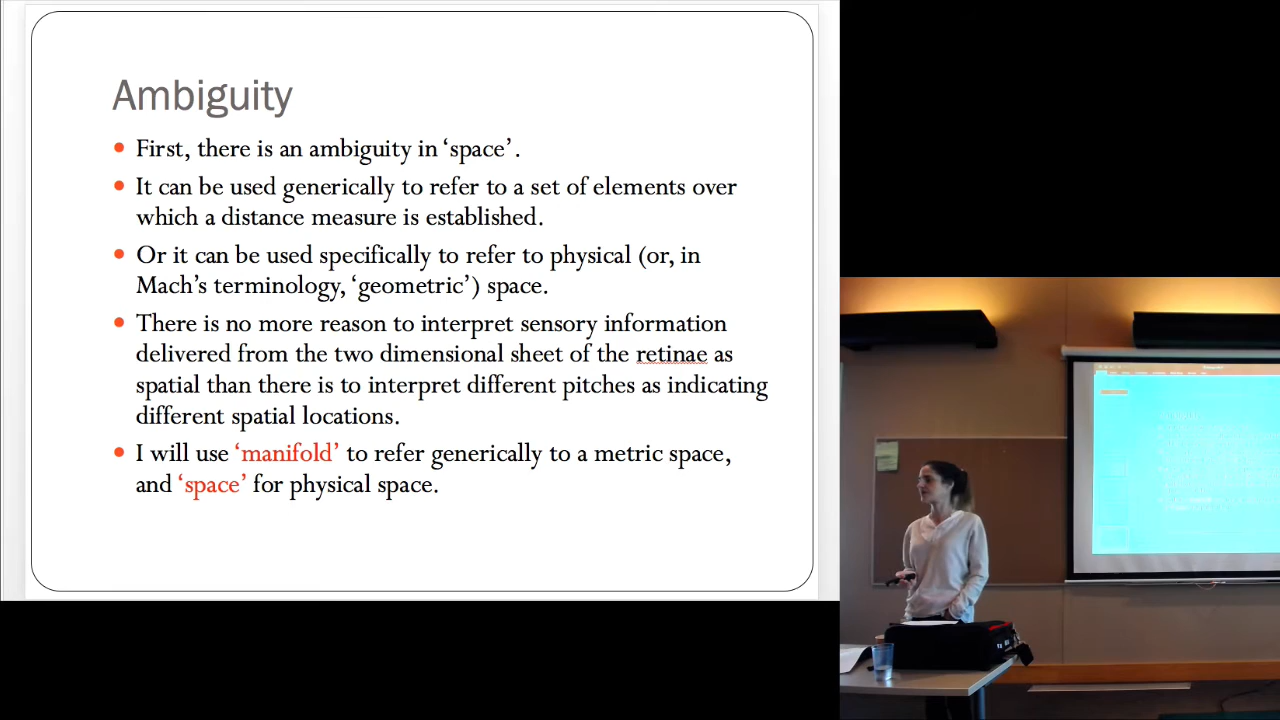 Ambiguity
• First, there is an ambiguity in ‘space’ .
• It can be used generically to refer to a set of elements over
which a distance measure is established.
• Or it can be used specifically to refer to physical (or, in
Mach’s terminology, ‘geometric’) space.
• There is no more reason to interpret sensory information
delivered from the two dimensional sheet of the retinae as
spatial than there is to interpret different pitches as indicating
different spatial locations.
• I will use ‘manifold’ to refer generically to a metric space,
and ‘space’ for physical space.